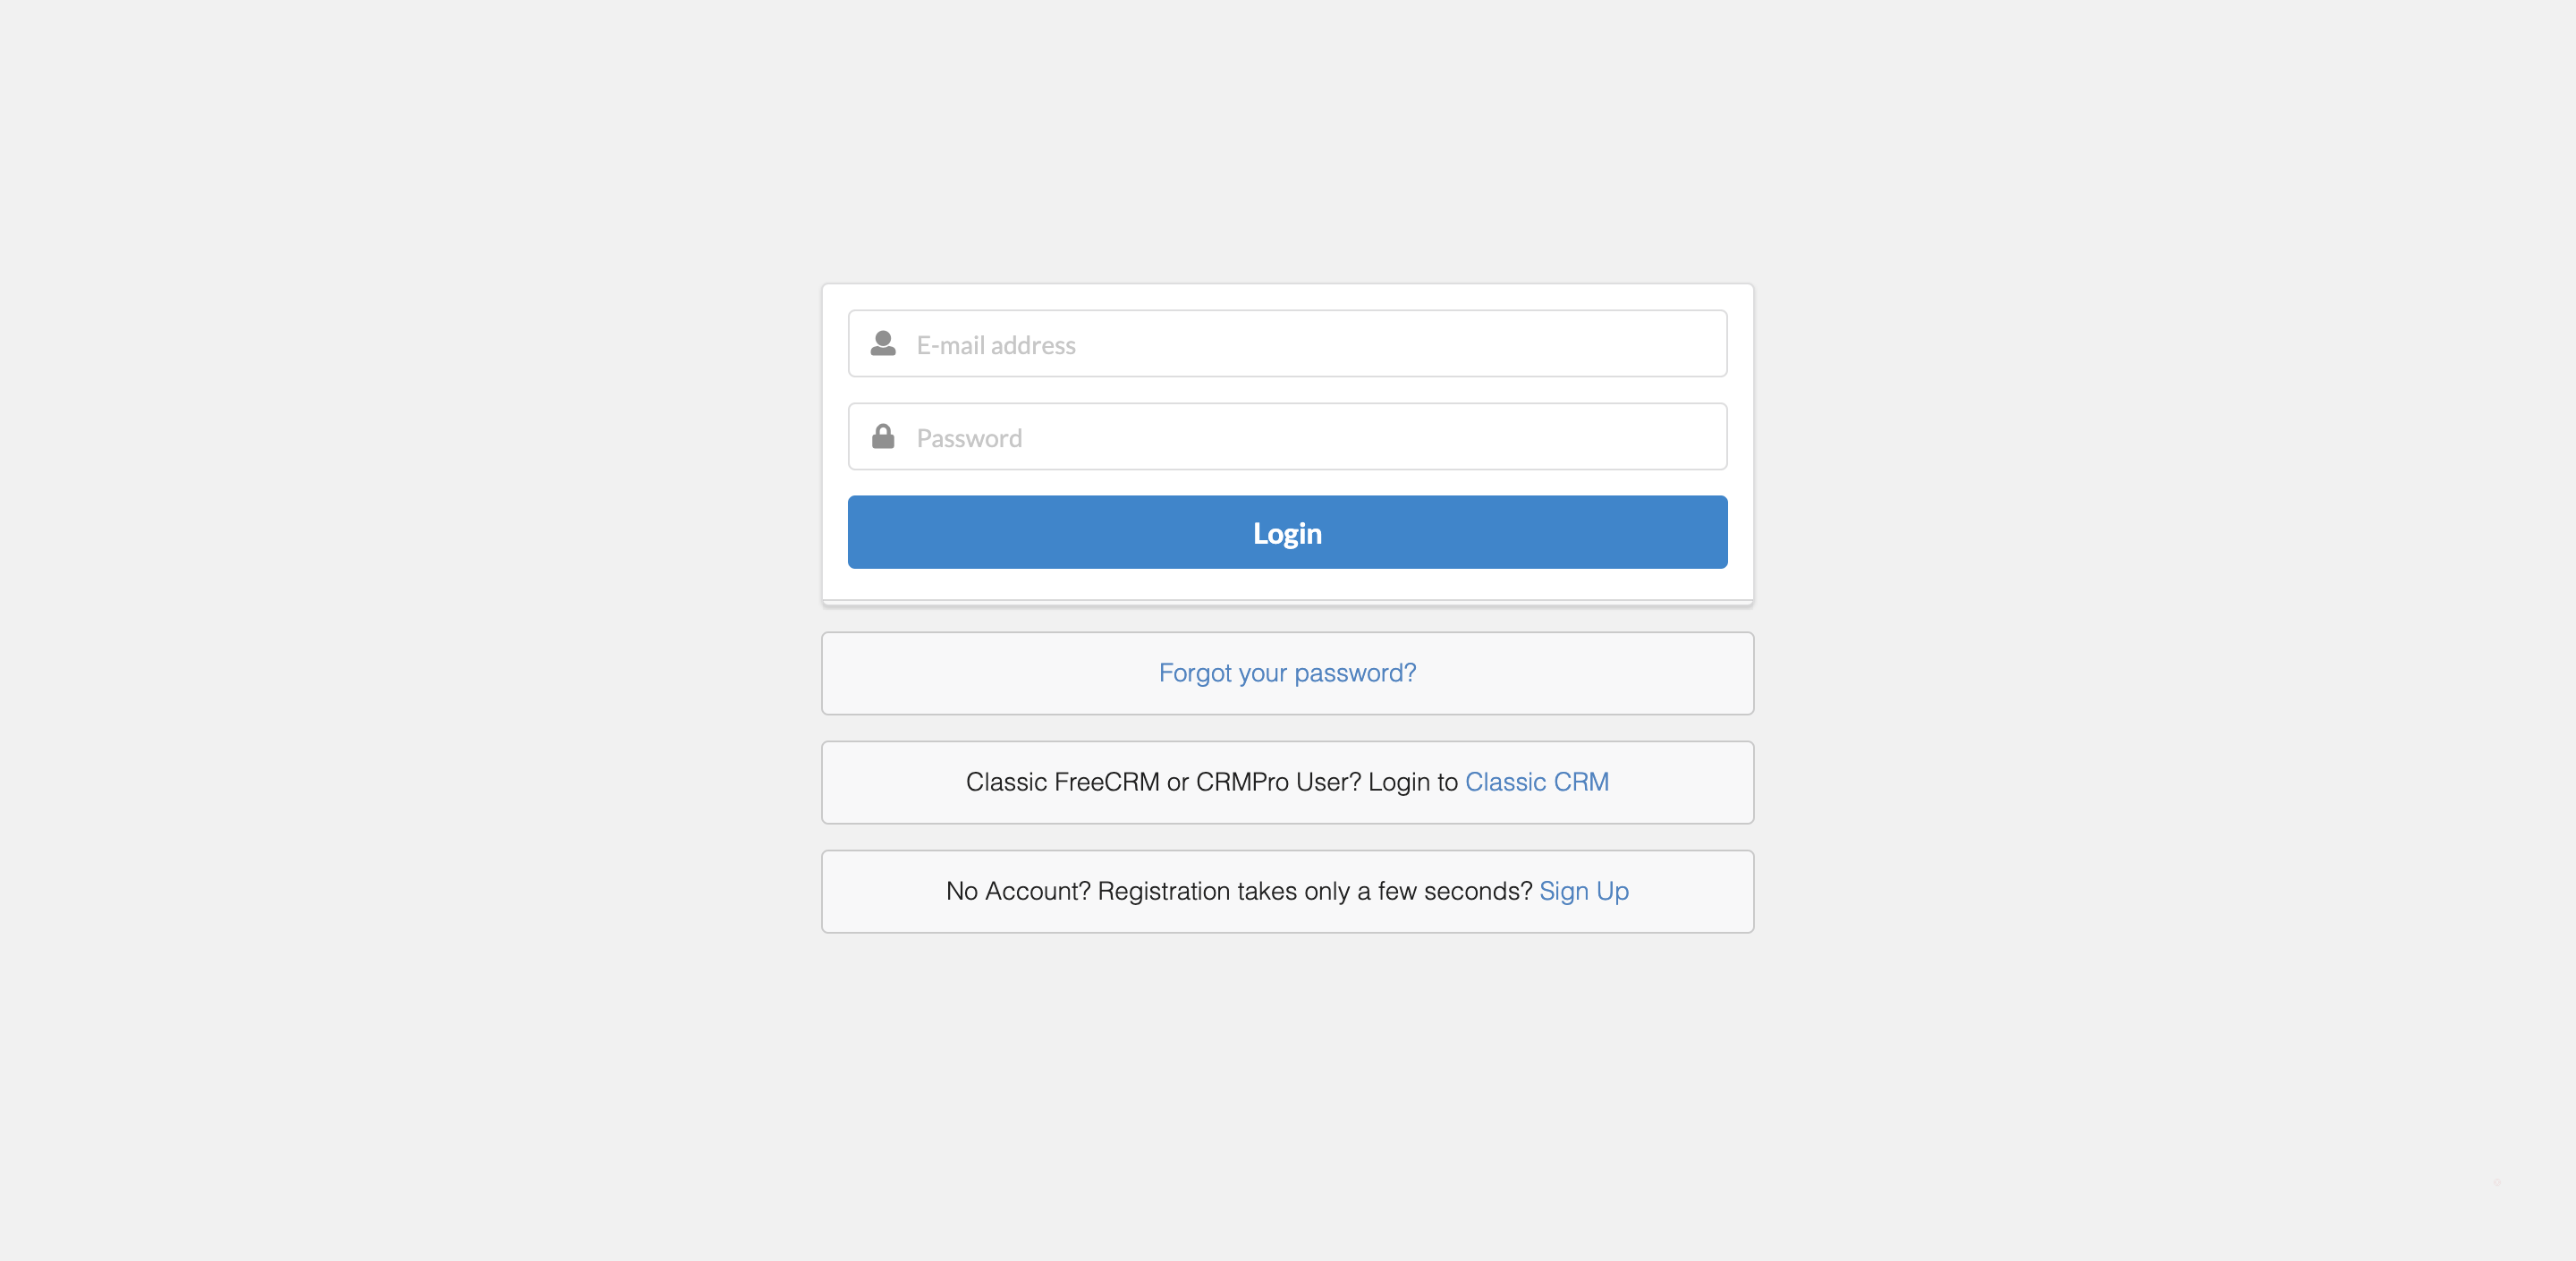 E-mail address
Password
Login
Forgot your password?
Classic FreeCRM or CRMPro User? Login to Classic CRM
No Account? Registration takes only a few seconds? Sign Up